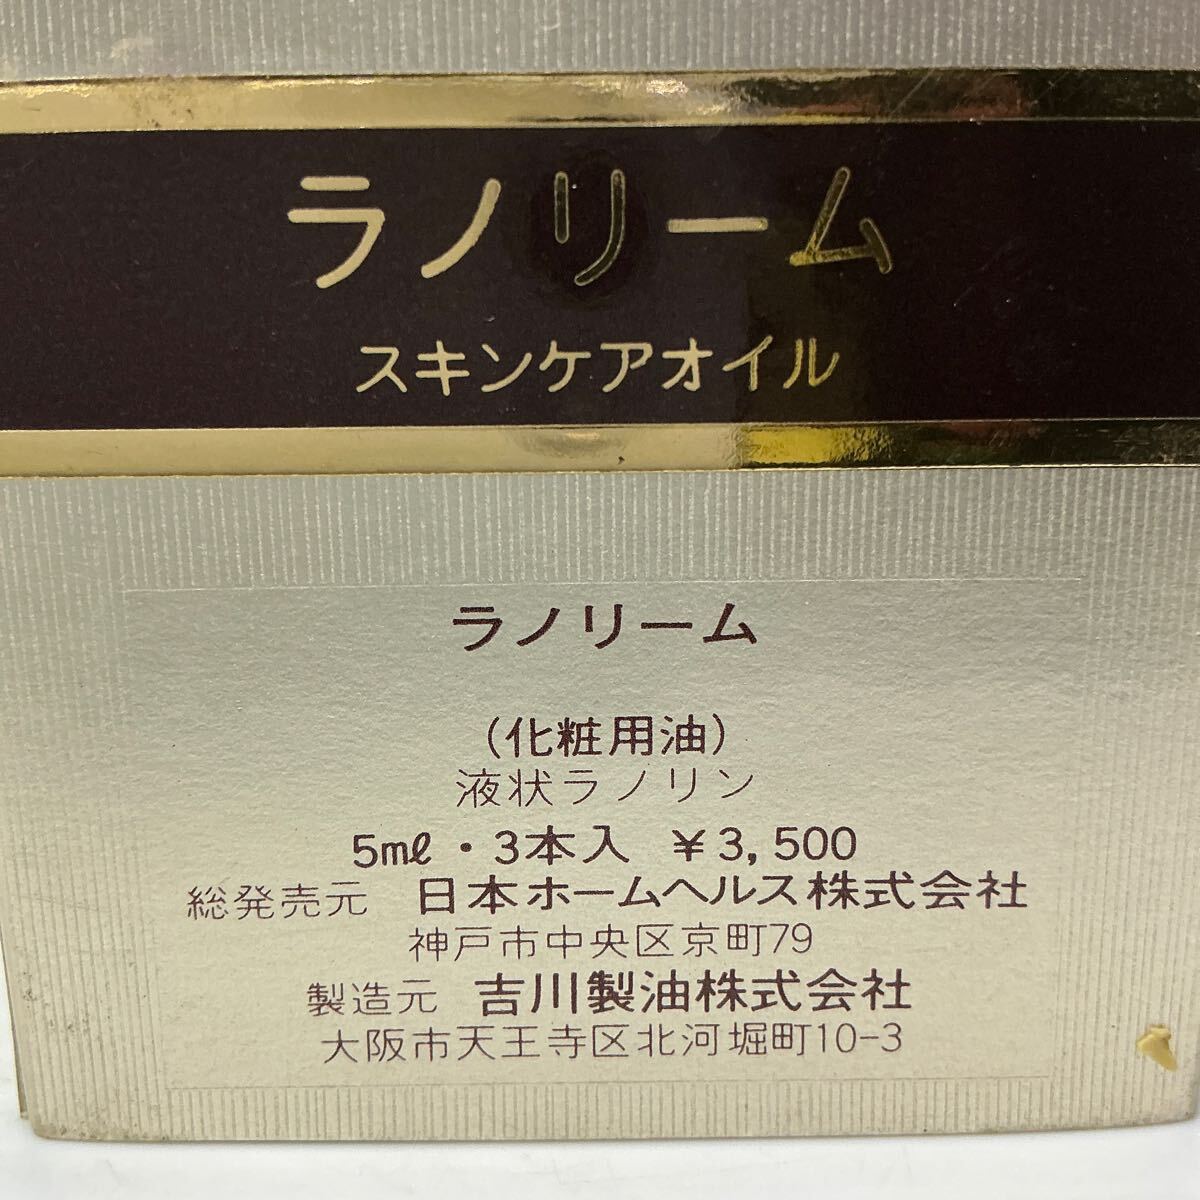 ラノリーム
スキンケアオイル
ラノリーム
(化粧用油)
液状ラノリン
5mℓ・3本入 ¥3,500
総発売元 日本ホームヘルス株式会社
神戸市中央区京町79
製造元 吉川製油株式会社
大阪市天王寺区北河堀町10-3